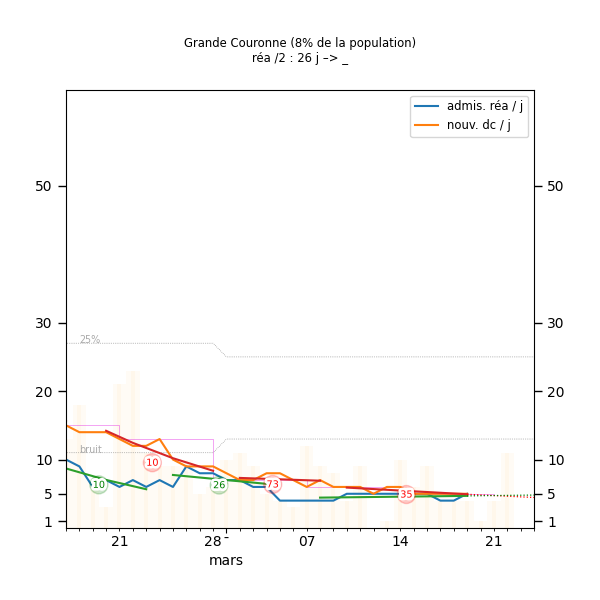 Grande Couronne (8% de la population)
réa /2 : 26 j –> _
admis. réa / j
nouv. dc / j
50 50
30 30
25%
20 20
bruit
10 10
10
10
26
73
35
5 5
1 1
21 28 - 07 14 21
mars